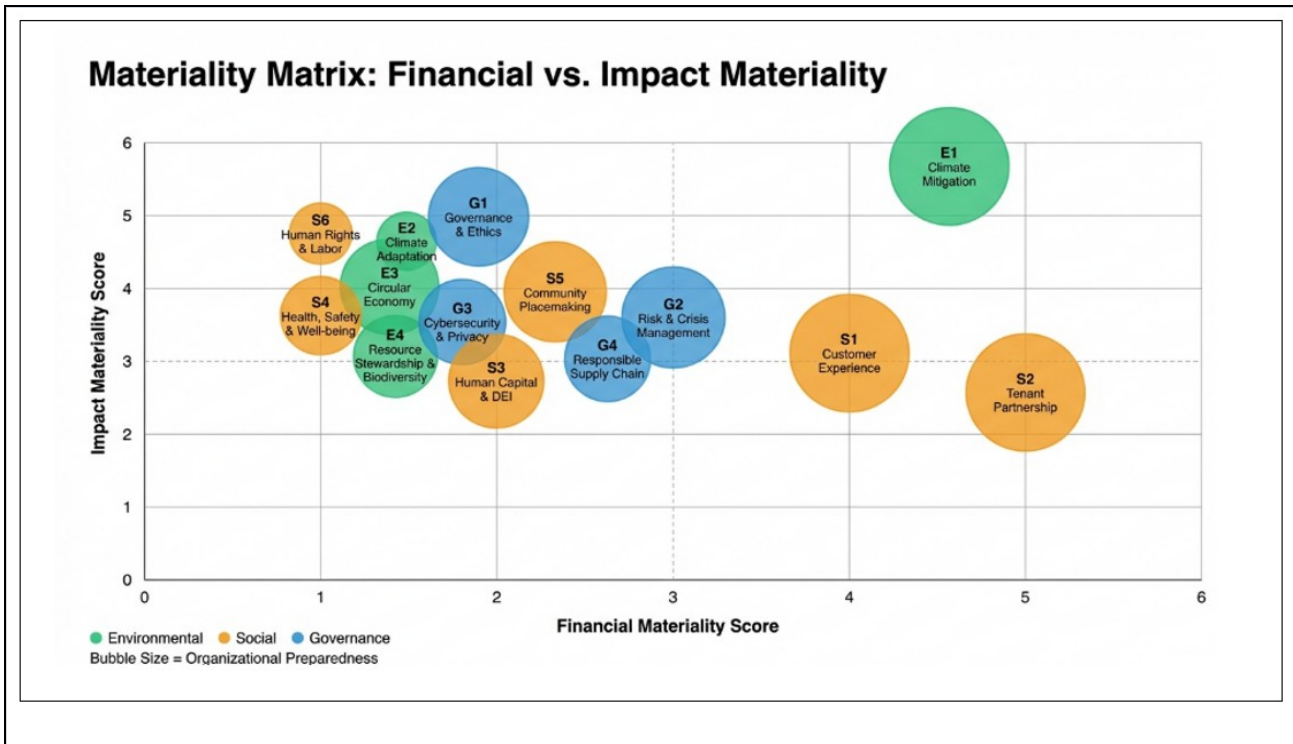 Materiality Matrix: Financial vs. Impact Materiality
Impact Materiality Score
6
5
4
3
2
1
0
E1
Climate
Mitigation
G1
Governance
& Ethics
S6
Human Rights
& Labor
E2
Climate
Adaptation
E3
Circular
Economy
S5
Community
Placemaking
S4
Health, Safety
& Well-being
G3
Cybersecurity
& Privacy
G2
Risk & Crisis
Management
E4
Resource
Stewardship &
Biodiversity
S3
Human Capital
& DEI
G4
Responsible
Supply Chain
S1
Customer
Experience
S2
Tenant
Partnership
0 1 2 3 4 5 6
Financial Materiality Score
Environmental Social Governance
Bubble Size = Organizational Preparedness